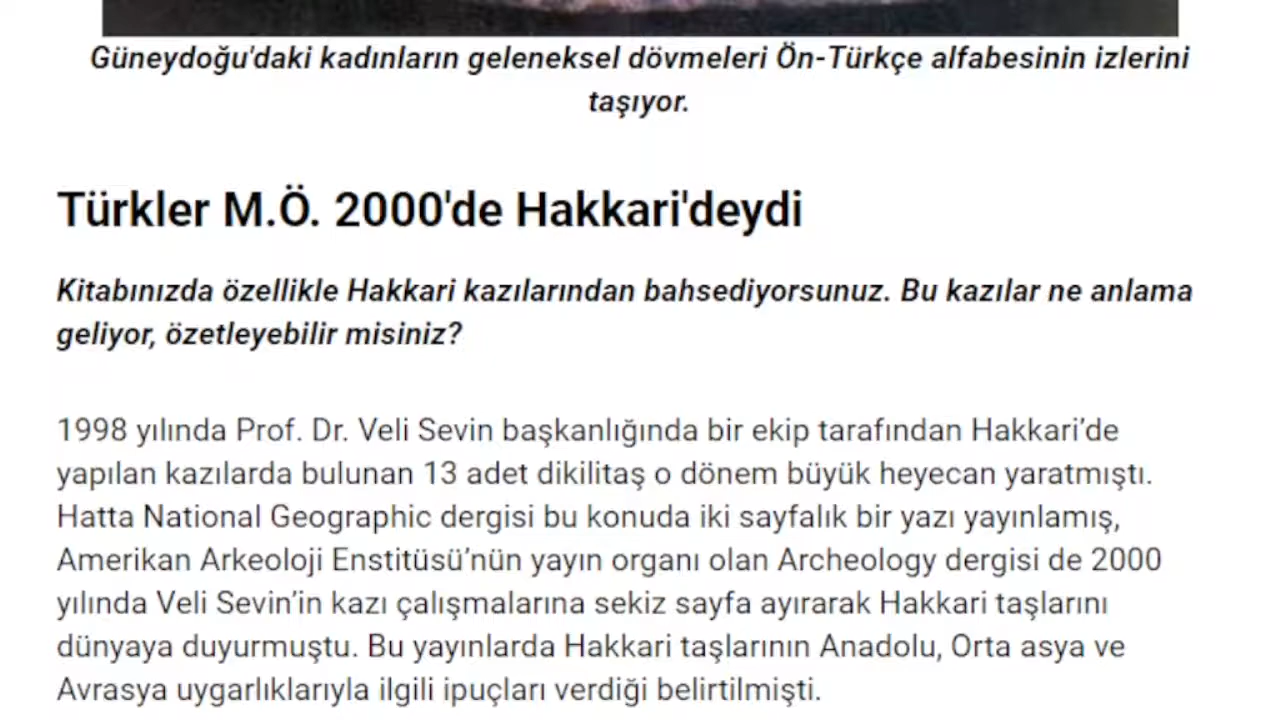 Güneydoğu'daki kadınların geleneksel dövmeleri Ön-Türkçe alfabesinin izlerini
taşıyor.
Türkler M.Ö. 2000'de Hakkari'deydi
Kitabınızda özellikle Hakkari kazılarından bahsediyorsunuz. Bu kazılar ne anlama
geliyor, özetleyebilir misiniz?
1998 yılında Prof. Dr. Veli Sevin başkanlığında bir ekip tarafından Hakkari’de
yapılan kazılarda bulunan 13 adet dikilitaş o dönem büyük heyecan yaratmıştı.
Hatta National Geographic dergisi bu konuda iki sayfalık bir yazı yayınlamış,
Amerikan Arkeoloji Enstitüsü’nün yayın organı olan Archeology dergisi de 2000
yılında Veli Sevin’in kazı çalışmalarına sekiz sayfa ayırarak Hakkari taşlarını
dünyaya duyurmuştu. Bu yayınlarda Hakkari taşlarının Anadolu, Orta asya ve
Avrasya uygarlıklarıyla ilgili ipuçları verdiği belirtilmişti.